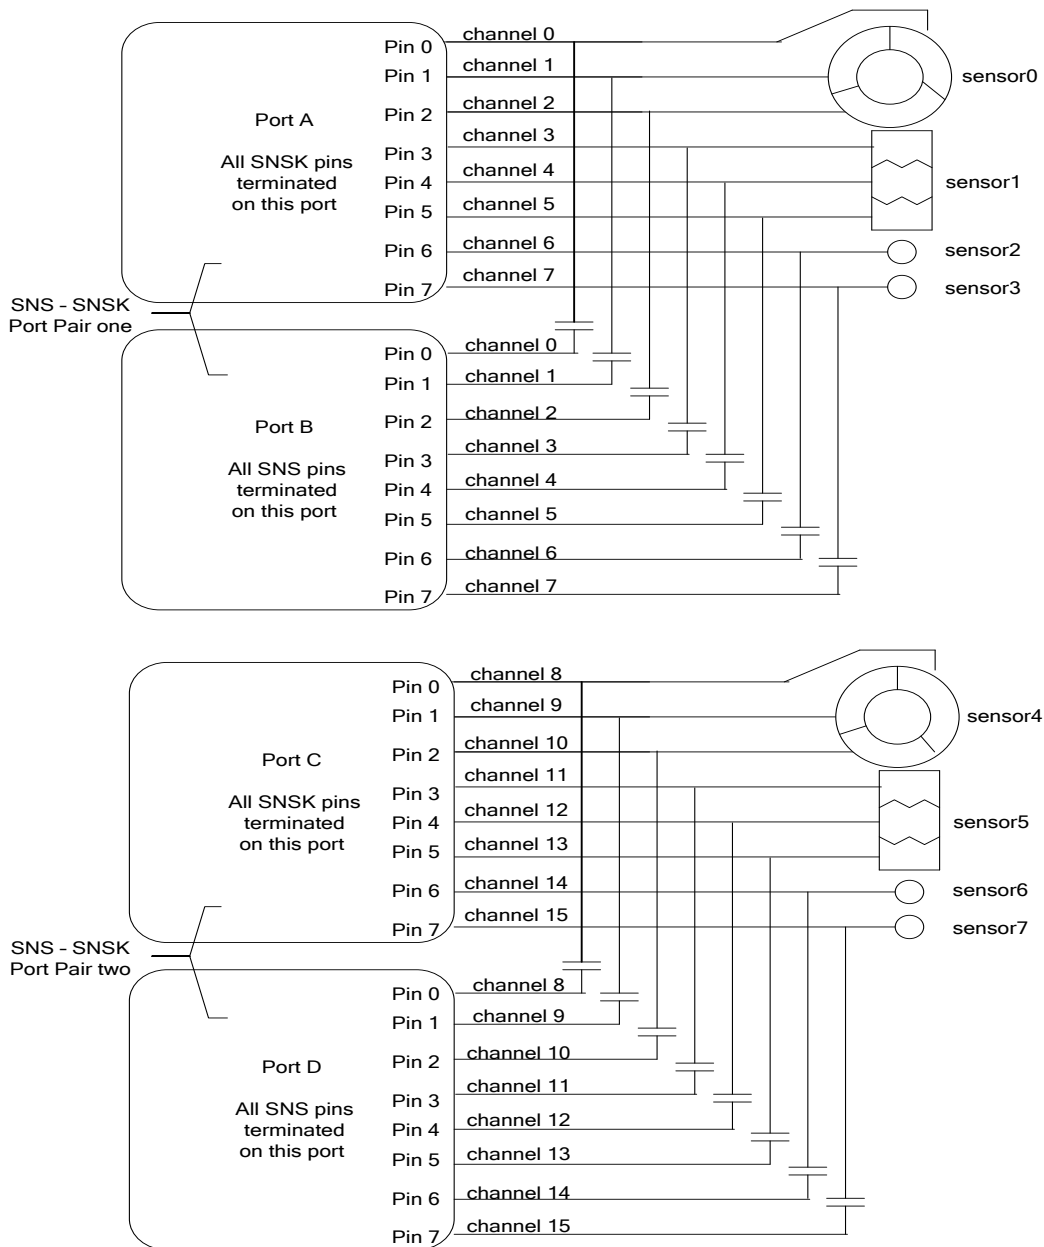 channel 0
Pin 0
channel 1
Pin 1
sensor0
channel 2
Pin 2
Port A
channel 3
Pin 3
All SNSK pins
terminated
on this port
channel 4
Pin 4
sensor1
channel 5
Pin 5
channel 6
Pin 6
sensor2
channel 7
Pin 7
sensor3
SNS - SNSK
Port Pair one
channel 0
Pin 0
channel 1
Pin 1
channel 2
Pin 2
Port B
channel 3
Pin 3
All SNS pins
terminated
on this port
channel 4
Pin 4
channel 5
Pin 5
channel 6
Pin 6
channel 7
Pin 7
channel 8
Pin 0
channel 9
Pin 1
sensor4
channel 10
Pin 2
Port C
channel 11
Pin 3
All SNSK pins
terminated
on this port
channel 12
Pin 4
sensor5
channel 13
Pin 5
channel 14
Pin 6
sensor6
channel 15
Pin 7
sensor7
SNS - SNSK
Port Pair two
channel 8
Pin 0
channel 9
Pin 1
channel 10
Pin 2
Port D
channel 11
Pin 3
All SNS pins
terminated
on this port
channel 12
Pin 4
channel 13
Pin 5
channel 14
Pin 6
channel 15
Pin 7